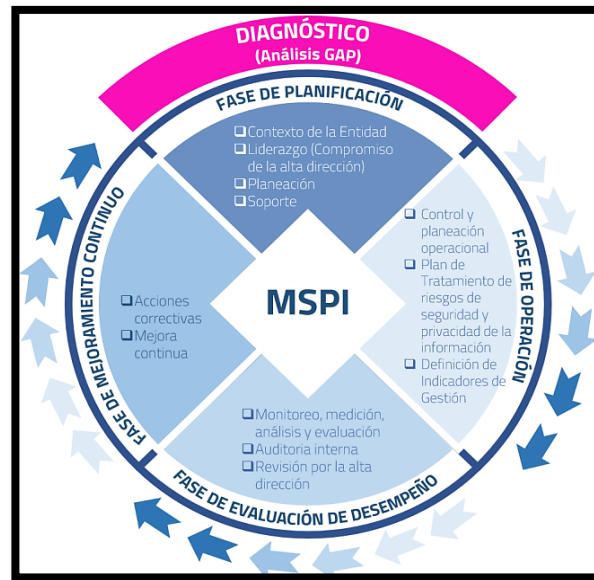 DIAGNÓSTICO
(Análisis GAP)
FASE DE PLANIFICACIÓN
❑Contexto de la Entidad
❑Liderazgo (Compromiso
de la alta dirección)
❑Planeación
❑Soporte
FASE DE OPERACIÓN
❑ Control y
planeación
operacional
❑ Plan de
Tratamiento de
riesgos de
seguridad y
privacidad de la
información
❑ Definición de
Indicadores de
Gestión
MSPI
FASE DE EVALUACIÓN DE DESEMPEÑO
❑Monitoreo, medición,
análisis y evaluación
❑Auditoria interna
❑Revisión por la alta
dirección
FASE DE MEJORAMIENTO CONTINUO
❑Acciones
correctivas
❑Mejora
continua